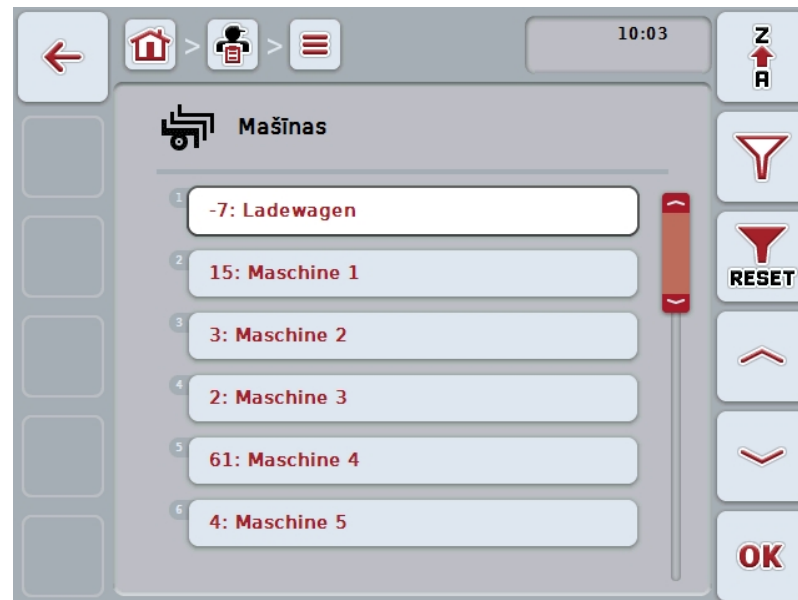 10:03
Z
A
Mašīnas
1
-7: Ladewagen
2
15: Maschine 1
RESET
3
3: Maschine 2
4
2: Maschine 3
5
61: Maschine 4
6
4: Maschine 5
OK